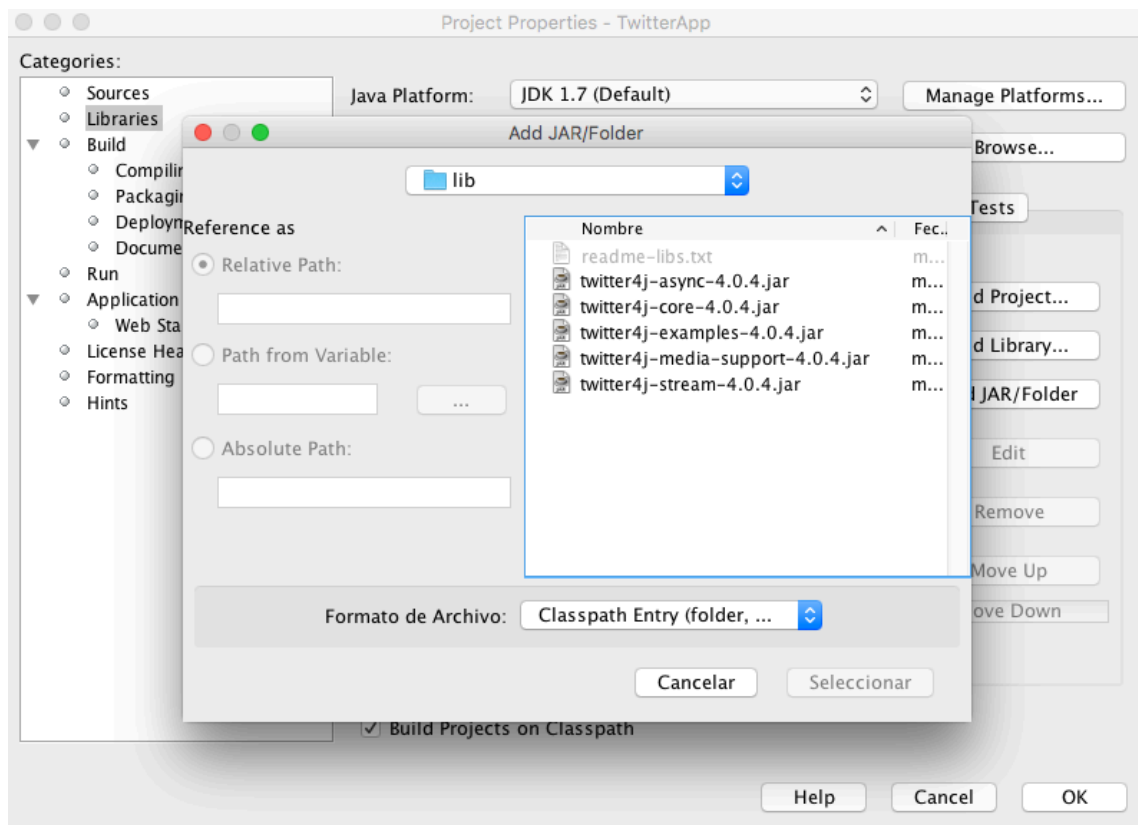 Project Properties - TwitterApp
Categories:
Sources
Libraries
Build
Compilin
Packagin
Deploym
Docume
Run
Application
Web Sta
License Hea
Formatting
Hints
Java Platform:
JDK 1.7 (Default)
Manage Platforms...
Browse...
Tests
d Project...
d Library...
d JAR/Folder
Edit
Remove
Move Up
ove Down
Add JAR/Folder
lib
Reference as
Relative Path:
Path from Variable:
...
Absolute Path:
Nombre Fec..
readme-libs.txt m...
twitter4j-async-4.0.4.jar m...
twitter4j-core-4.0.4.jar m...
twitter4j-examples-4.0.4.jar m...
twitter4j-media-support-4.0.4.jar m...
twitter4j-stream-4.0.4.jar m...
Formato de Archivo: Classpath Entry (folder, ...
Cancelar Seleccionar
Build Projects on Classpath
Help Cancel OK